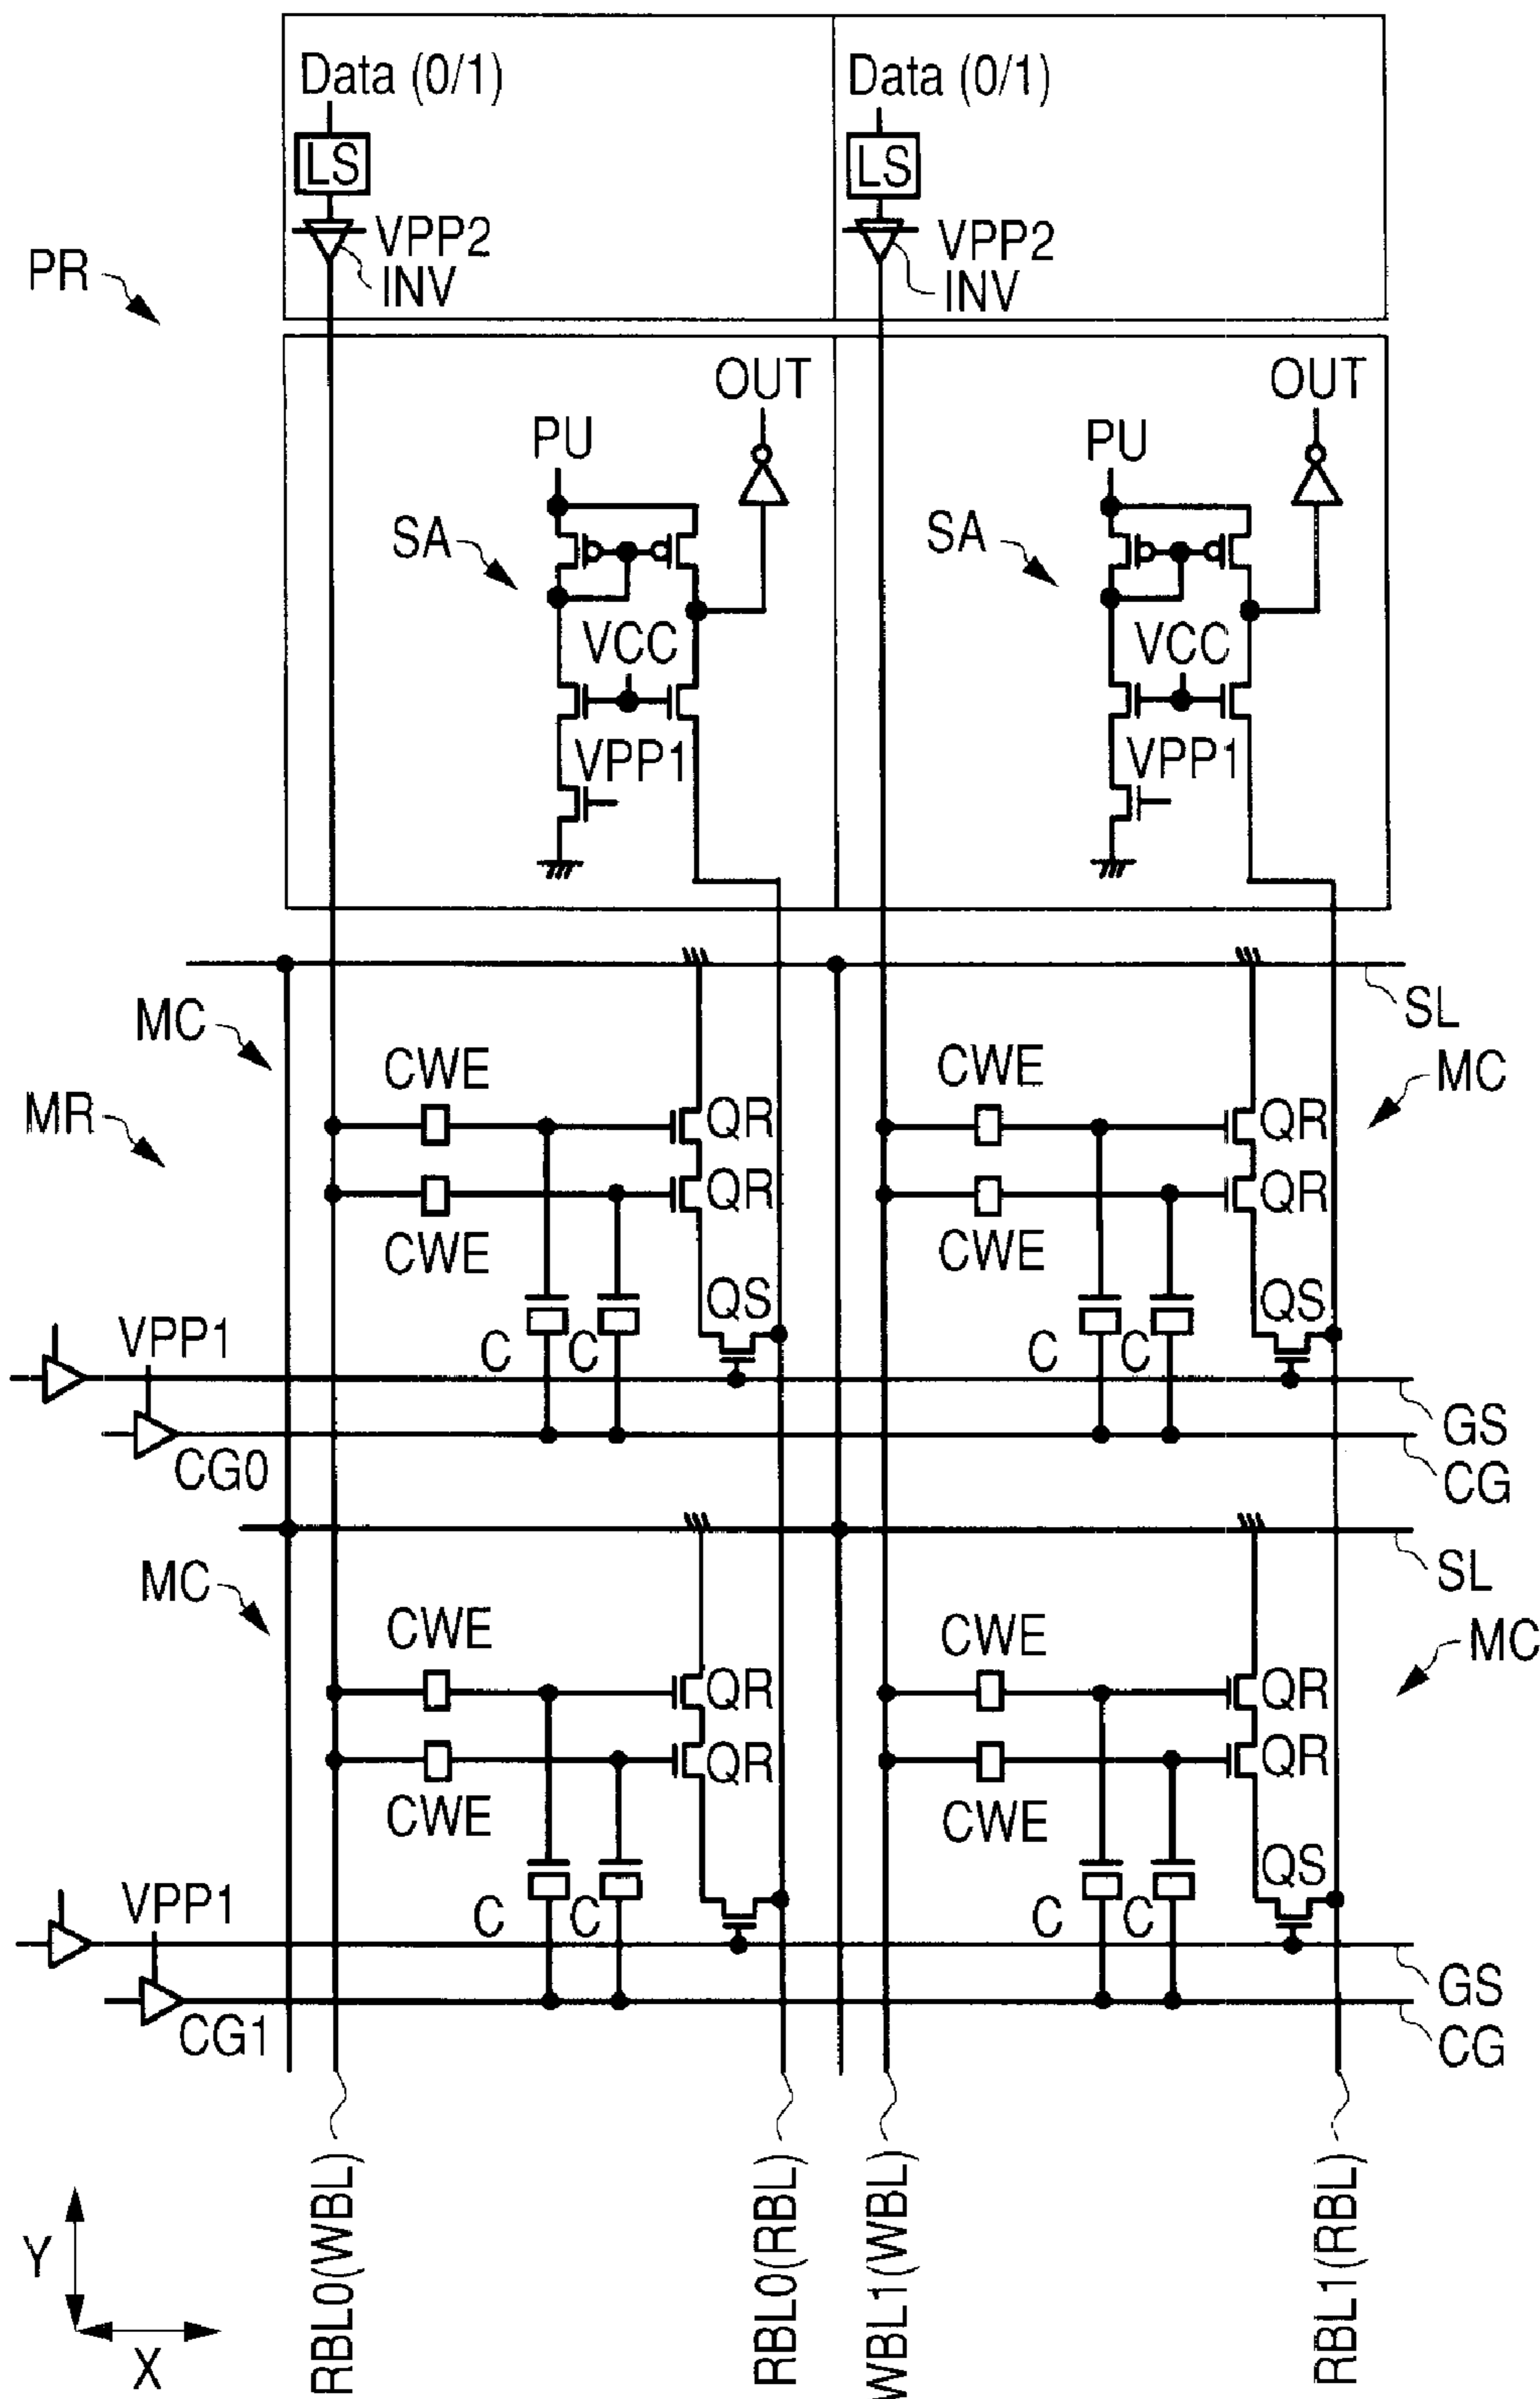 Data (0/1) Data (0/1)
LS LS
VPP2 VPP2
INV INV
PR
OUT OUT
PU PU
SA SA
VCC VCC
VPP1 VPP1
SL
MC
CWE CWE
MC
MR
QR QR
QR QR
CWE CWE
QS QS
VPP1
C C C C
GS
CG0
CG
SL
MC
CWE CWE
MC
QR QR
QR QR
CWE CWE
QS
VPP1
C C C C
GS
CG1
CG
RBL0(WBL)
RBL0(RBL)
WBL1(WBL)
RBL1(RBL)
Y
X